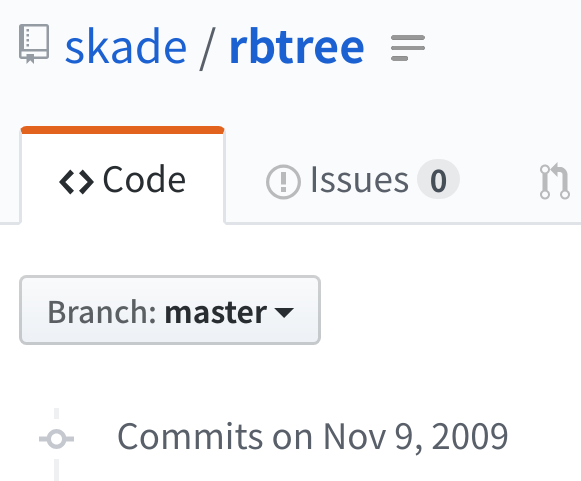 skade / rbtree
Code Issues 0
Branch: master
Commits on Nov 9, 2009